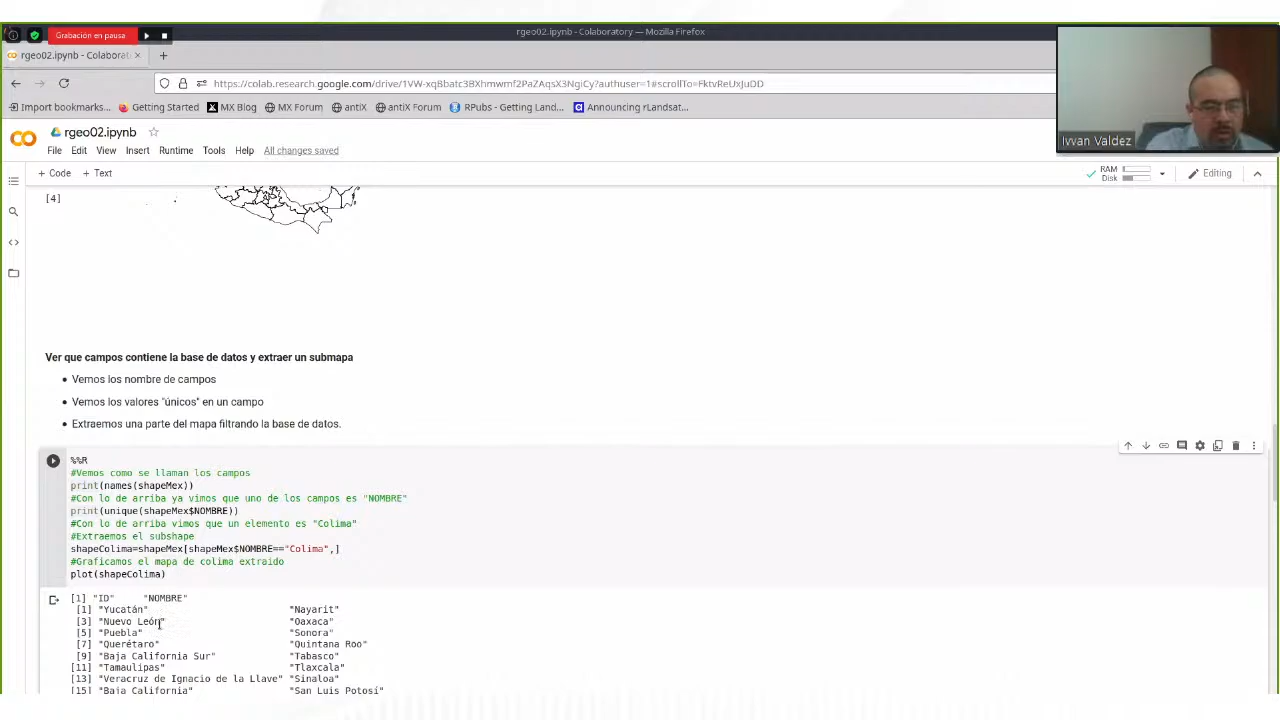 Grabación en pausa
rgeo02.ipynb - Colaboratory — Mozilla Firefox
rgeo02.ipynb - Colaborat
https://colab.research.google.com/drive/1VW-xqBbatc3BXhmwmf2PaZAqsX3NgiCy?authuser=1#scrollTo=FktvReUxJuDD
Import bookmarks... Getting Started MX Blog MX Forum antiX antiX Forum RPubs - Getting Land... Announcing rLandsat...
Ivvan Valdez
rgeo02.ipynb
File Edit View Insert Runtime Tools Help All changes saved
+ Code + Text
RAM
Disk
Editing
[4]
Ver que campos contiene la base de datos y extraer un submapa
• Vemos los nombre de campos
• Vemos los valores "únicos" en un campo
• Extraemos una parte del mapa filtrando la base de datos.
%%R
#Vemos como se llaman los campos
print(names(shapeMex))
#Con lo de arriba ya vimos que uno de los campos es "NOMBRE"
print(unique(shapeMex$NOMBRE))
#Con lo de arriba vimos que un elemento es "Colima"
#Extraemos el subshape
shapeColima=shapeMex[shapeMex$NOMBRE=="Colima",]
#Graficamos el mapa de colima extraido
plot(shapeColima)
[1] "ID" "NOMBRE"
[1] "Yucatán" "Nayarit"
[3] "Nuevo León" "Oaxaca"
[5] "Puebla" "Sonora"
[7] "Querétaro" "Quintana Roo"
[9] "Baja California Sur" "Tabasco"
[11] "Tamaulipas" "Tlaxcala"
[13] "Veracruz de Ignacio de la Llave" "Sinaloa"
[15] "Baja California" "San Luis Potosí"